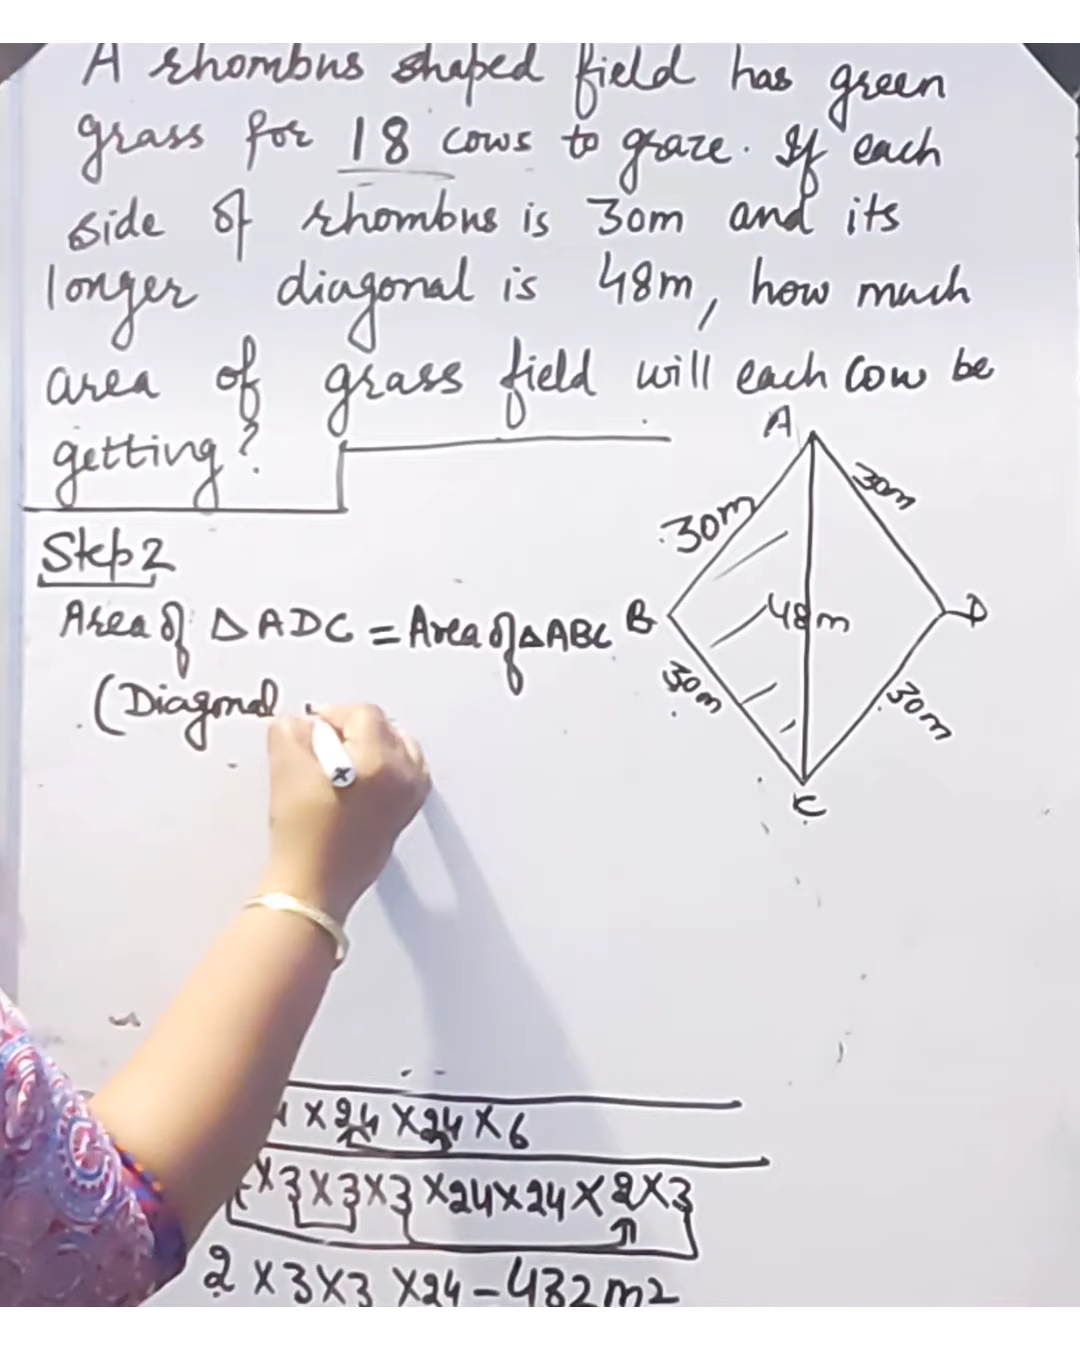 A rhombus shaped field has green
grass for 18 cows to graze. If each
side of rhombus is 30m and its
longer diagonal is 48m, how much
area of grass field will each cow be
getting?
A
30m
30m
Step 2
Area of △ ADC = Area of △ABC
B
48m
D
(Diagonal
30m
30m
C
× 24 × 24 × 6
×3 ×3 ×3 ×24×24×2×3
2 ×3×3 ×24 - 432m2